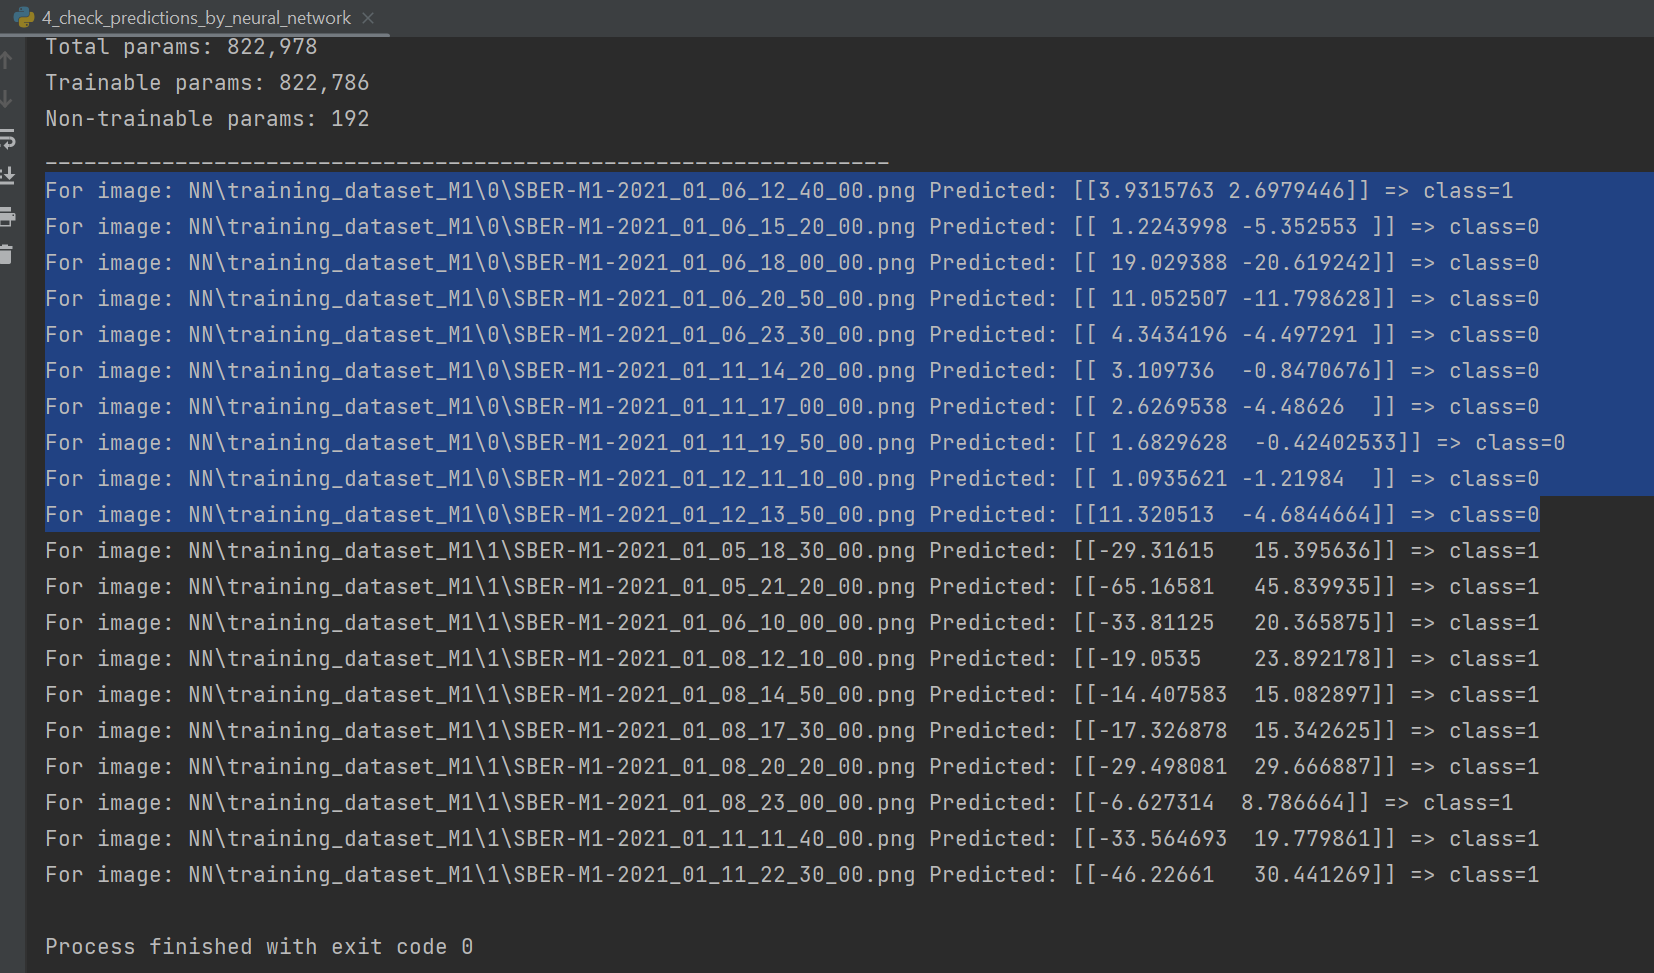 4_check_predictions_by_neural_network
Total params: 822,978
Trainable params: 822,786
Non-trainable params: 192
_________________________________________________________________
For image: NN\training_dataset_M1\0\SBER-M1-2021_01_06_12_40_00.png Predicted: [[3.9315763 2.6979446]] => class=1
For image: NN\training_dataset_M1\0\SBER-M1-2021_01_06_15_20_00.png Predicted: [[ 1.2243998 -5.352553 ]] => class=0
For image: NN\training_dataset_M1\0\SBER-M1-2021_01_06_18_00_00.png Predicted: [[ 19.029388 -20.619242]] => class=0
For image: NN\training_dataset_M1\0\SBER-M1-2021_01_06_20_50_00.png Predicted: [[ 11.052507 -11.798628]] => class=0
For image: NN\training_dataset_M1\0\SBER-M1-2021_01_06_23_30_00.png Predicted: [[ 4.3434196 -4.497291 ]] => class=0
For image: NN\training_dataset_M1\0\SBER-M1-2021_01_11_14_20_00.png Predicted: [[ 3.109736  -0.8470676]] => class=0
For image: NN\training_dataset_M1\0\SBER-M1-2021_01_11_17_00_00.png Predicted: [[ 2.6269538 -4.48626  ]] => class=0
For image: NN\training_dataset_M1\0\SBER-M1-2021_01_11_19_50_00.png Predicted: [[ 1.6829628  -0.42402533]] => class=0
For image: NN\training_dataset_M1\0\SBER-M1-2021_01_12_11_10_00.png Predicted: [[ 1.0935621 -1.21984  ]] => class=0
For image: NN\training_dataset_M1\0\SBER-M1-2021_01_12_13_50_00.png Predicted: [[11.320513  -4.6844664]] => class=0
For image: NN\training_dataset_M1\1\SBER-M1-2021_01_05_18_30_00.png Predicted: [[-29.31615   15.395636]] => class=1
For image: NN\training_dataset_M1\1\SBER-M1-2021_01_05_21_20_00.png Predicted: [[-65.16581   45.839935]] => class=1
For image: NN\training_dataset_M1\1\SBER-M1-2021_01_06_10_00_00.png Predicted: [[-33.81125   20.365875]] => class=1
For image: NN\training_dataset_M1\1\SBER-M1-2021_01_08_12_10_00.png Predicted: [[-19.0535    23.892178]] => class=1
For image: NN\training_dataset_M1\1\SBER-M1-2021_01_08_14_50_00.png Predicted: [[-14.407583  15.082897]] => class=1
For image: NN\training_dataset_M1\1\SBER-M1-2021_01_08_17_30_00.png Predicted: [[-17.326878  15.342625]] => class=1
For image: NN\training_dataset_M1\1\SBER-M1-2021_01_08_20_20_00.png Predicted: [[-29.498081  29.666887]] => class=1
For image: NN\training_dataset_M1\1\SBER-M1-2021_01_08_23_00_00.png Predicted: [[-6.627314  8.786664]] => class=1
For image: NN\training_dataset_M1\1\SBER-M1-2021_01_11_11_40_00.png Predicted: [[-33.564693  19.779861]] => class=1
For image: NN\training_dataset_M1\1\SBER-M1-2021_01_11_22_30_00.png Predicted: [[-46.22661   30.441269]] => class=1
Process finished with exit code 0